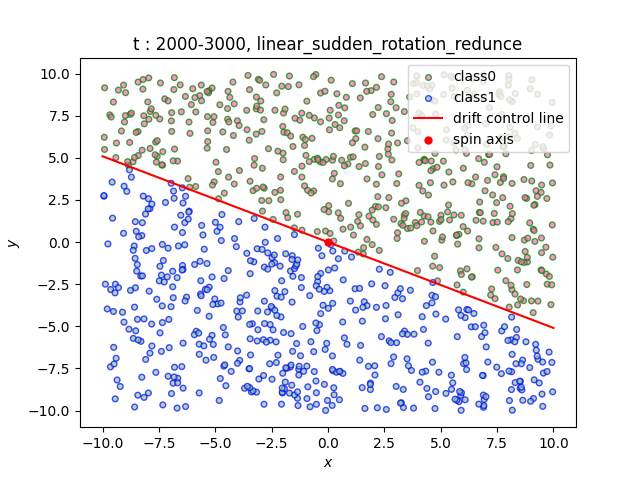 t : 2000-3000, linear_sudden_rotation_redunce
class0
class1
drift control line
spin axis
10.0
7.5
5.0
2.5
0.0
−2.5
−5.0
−7.5
−10.0
y
−10.0 −7.5 −5.0 −2.5 0.0 2.5 5.0 7.5 10.0
x